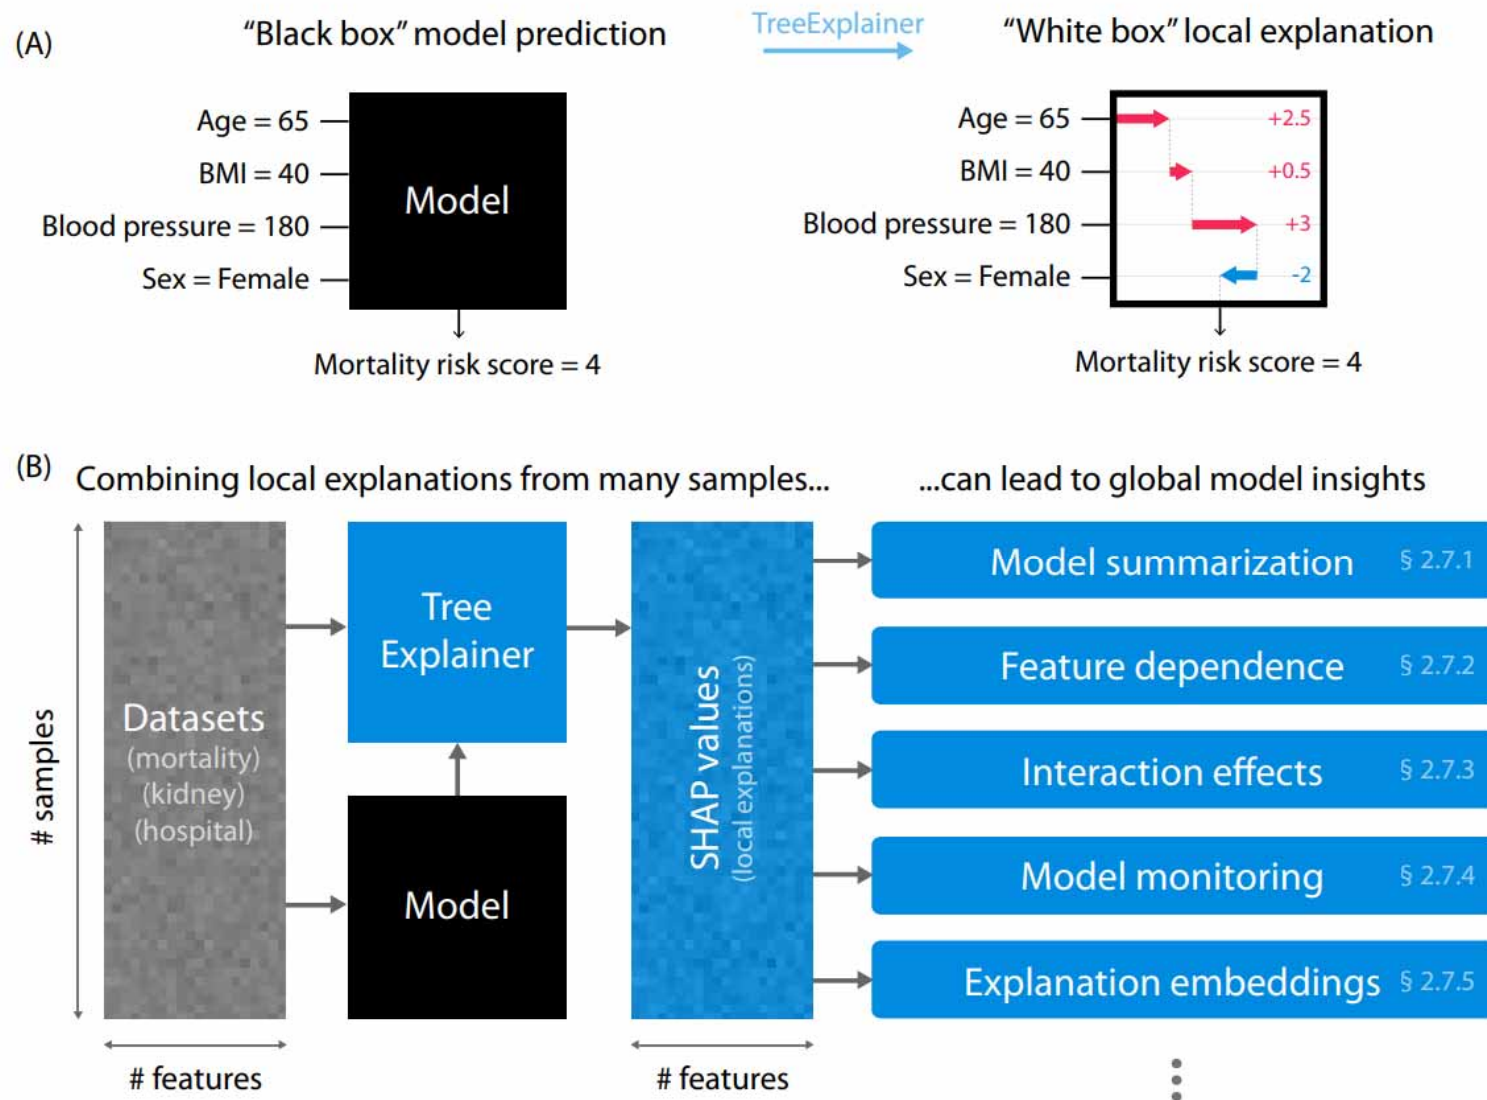 (A)
“Black box” model prediction
TreeExplainer
“White box” local explanation
Age = 65
BMI = 40
Blood pressure = 180
Sex = Female
Model
Mortality risk score = 4
Age = 65
+2.5
BMI = 40
+0.5
Blood pressure = 180
+3
Sex = Female
-2
Mortality risk score = 4
(B)
Combining local explanations from many samples...
...can lead to global model insights
# samples
Datasets
(mortality)
(kidney)
(hospital)
# features
Tree
Explainer
Model
SHAP values
(local explanations)
# features
Model summarization § 2.7.1
Feature dependence § 2.7.2
Interaction effects § 2.7.3
Model monitoring § 2.7.4
Explanation embeddings § 2.7.5